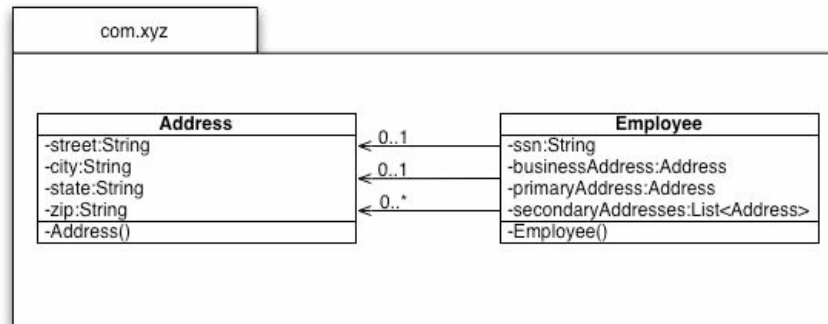 com.xyz
Address
-street:String
-city:String
-state:String
-zip:String
-Address()
0..1
0..1
0..*
Employee
-ssn:String
-businessAddress:Address
-primaryAddress:Address
-secondaryAddresses:List<Address>
-Employee()